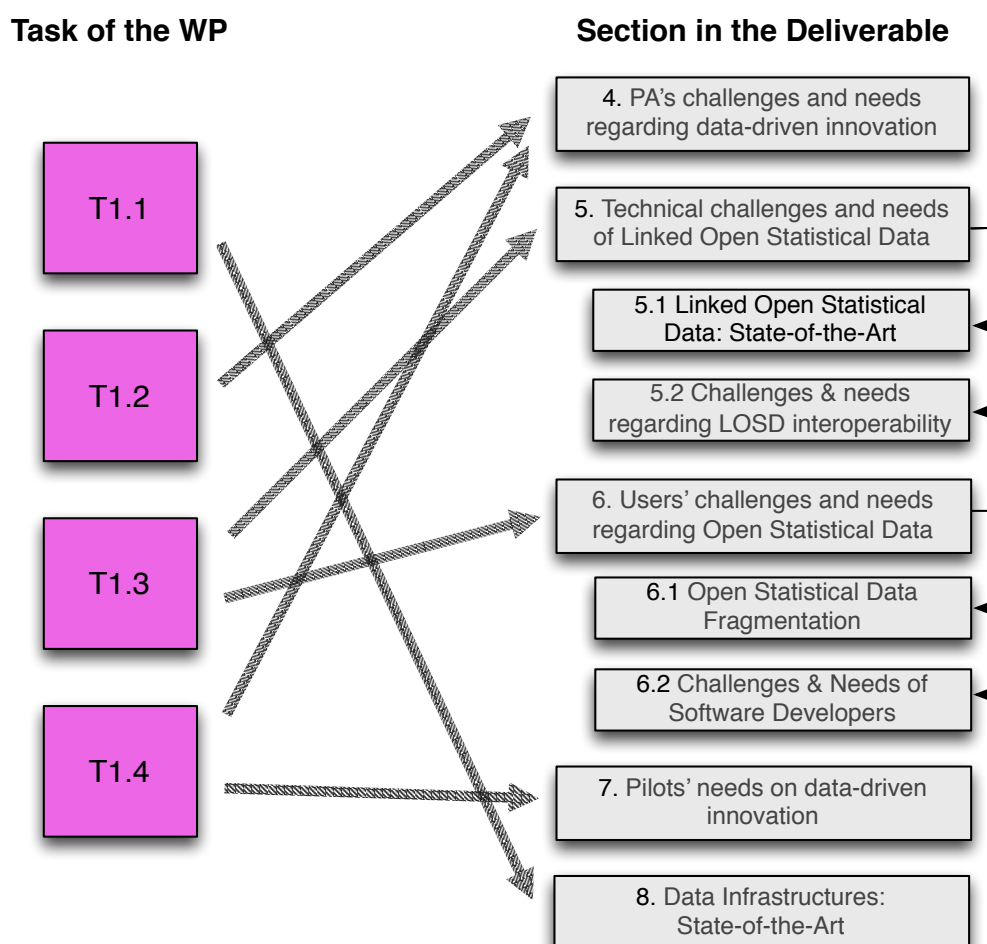 Task of the WP
Section in the Deliverable
T1.1
T1.2
T1.3
T1.4
4. PA's challenges and needs
regarding data-driven innovation
5. Technical challenges and needs
of Linked Open Statistical Data
5.1 Linked Open Statistical
Data: State-of-the-Art
5.2 Challenges & needs
regarding LOSD interoperability
6. Users' challenges and needs
regarding Open Statistical Data
6.1 Open Statistical Data
Fragmentation
6.2 Challenges & Needs of
Software Developers
7. Pilots' needs on data-driven
innovation
8. Data Infrastructures:
State-of-the-Art